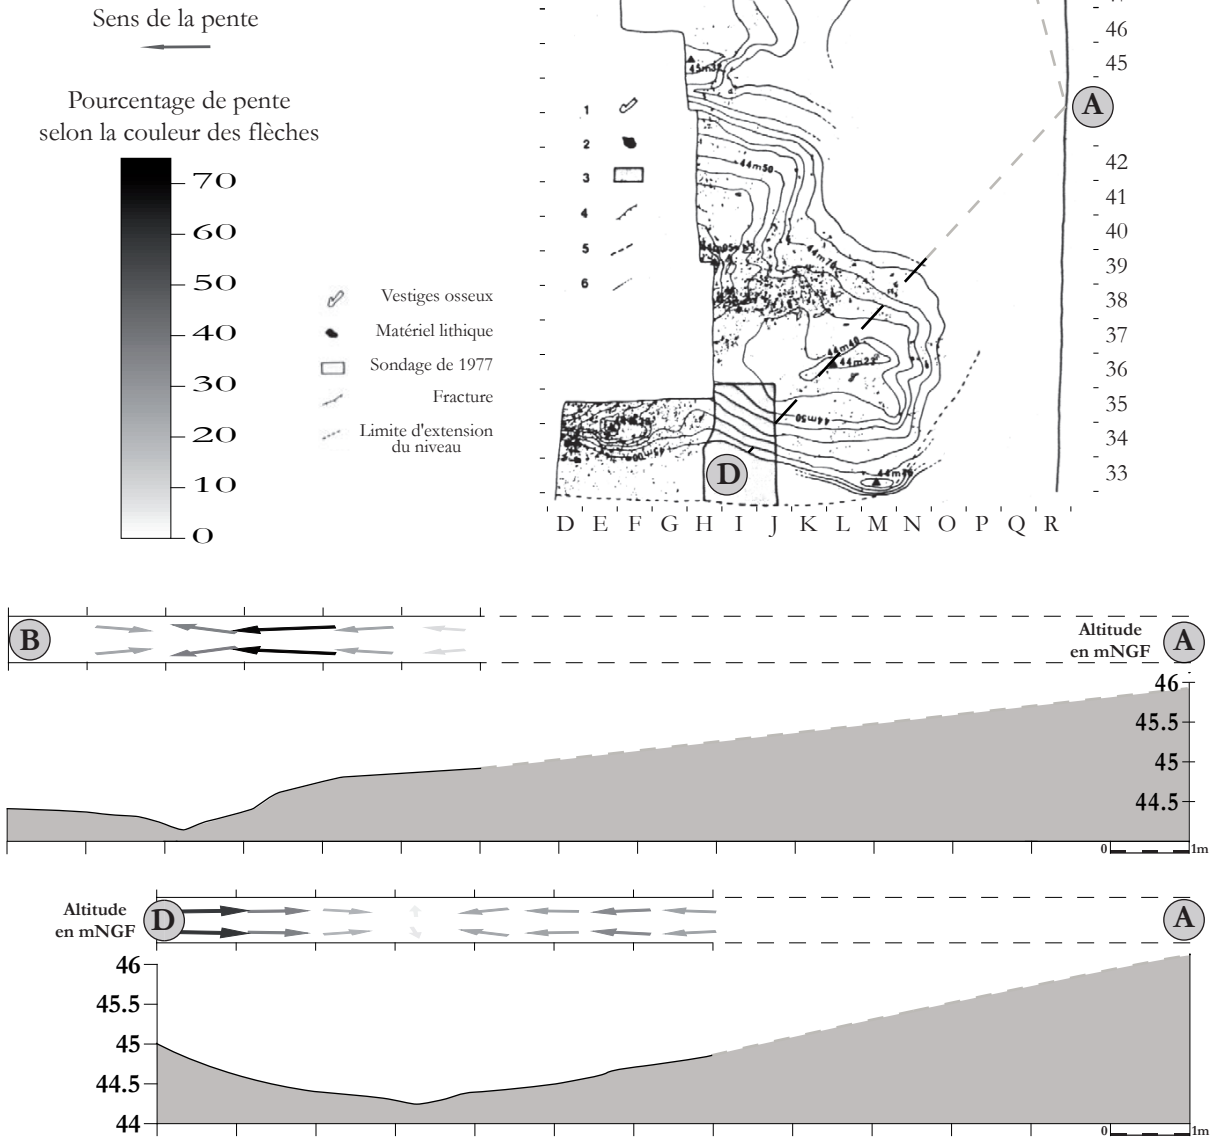 Sens de la pente
Pourcentage de pente
selon la couleur des flèches
70
60
50
40
30
20
10
0
Vestiges osseux
Matériel lithique
Sondage de 1977
Fracture
Limite d'extension
du niveau
1
2
3
4
5
6
46
45
42
41
40
39
38
37
36
35
34
33
A
44m50
44m40
44m50
D
D E F G H I J K L M N O P Q R
B
Altitude
en mNGF
A
46
45.5
45
44.5
0 1m
Altitude
en mNGF
D
A
46
45.5
45
44.5
44
0 1m